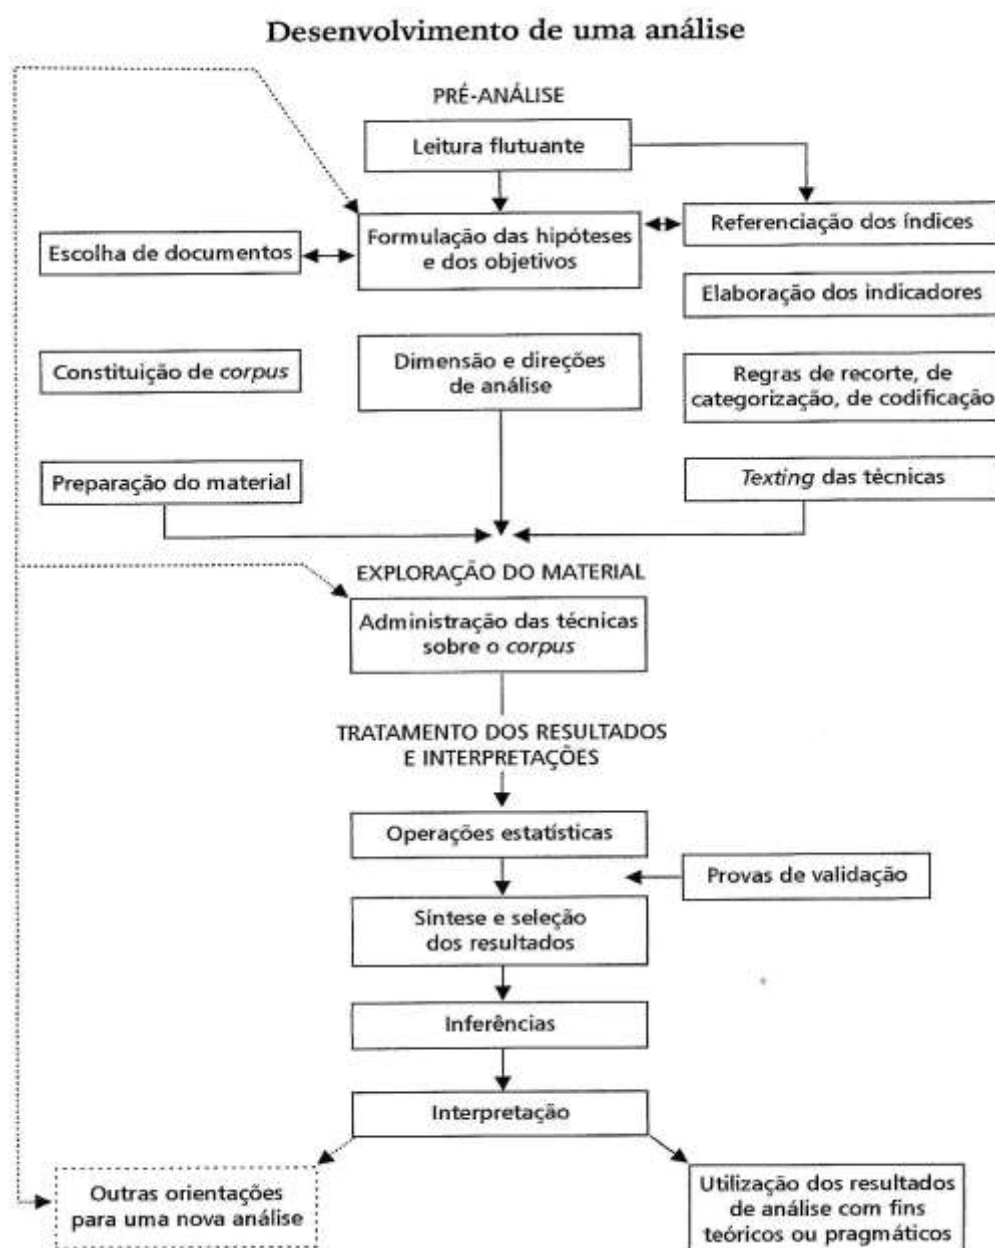 Desenvolvimento de uma análise
PRÉ-ANÁLISE
Leitura flutuante
Escolha de documentos
Formulação das hipóteses
e dos objetivos
Referenciação dos índices
Elaboração dos indicadores
Constituição de corpus
Dimensão e direções
de análise
Regras de recorte, de
categorização, de codificação
Preparação do material
Texting das técnicas
EXPLORAÇÃO DO MATERIAL
Administração das técnicas
sobre o corpus
TRATAMENTO DOS RESULTADOS
E INTERPRETAÇÕES
Operações estatísticas
Provas de validação
Síntese e seleção
dos resultados
Inferências
Interpretação
Outras orientações
para uma nova análise
Utilização dos resultados
de análise com fins
teóricos ou pragmáticos